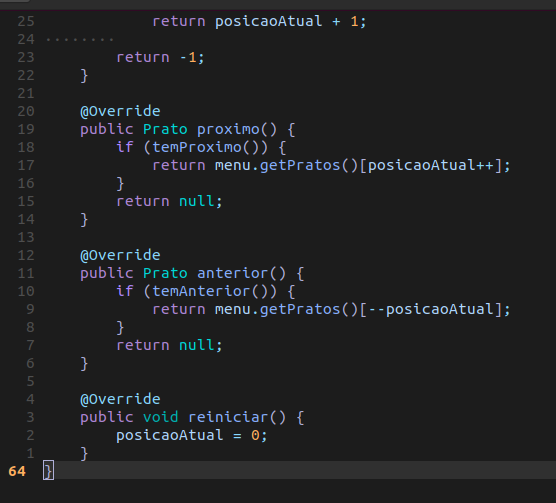 25 return posicaoAtual + 1;
24 ········
23 return -1;
22 }
21
20 @Override
19 public Prato proximo() {
18 if (temProximo()) {
17 return menu.getPratos()[posicaoAtual++];
16 }
15 return null;
14 }
13
12 @Override
11 public Prato anterior() {
10 if (temAnterior()) {
9 return menu.getPratos()[--posicaoAtual];
8 }
7 return null;
6 }
5
4 @Override
3 public void reiniciar() {
2 posicaoAtual = 0;
1 }
64 }